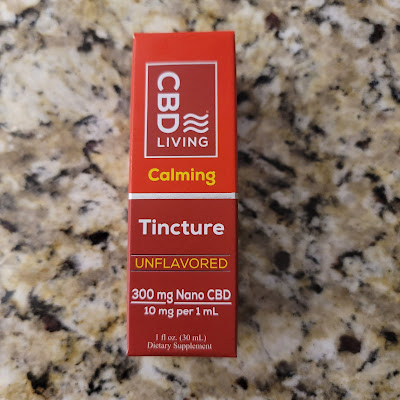 CBD
LIVING
Calming
Tincture
UNFLAVORED
300 mg Nano CBD
10 mg per 1 mL
1 fl oz. (30 mL)
Dietary Supplement